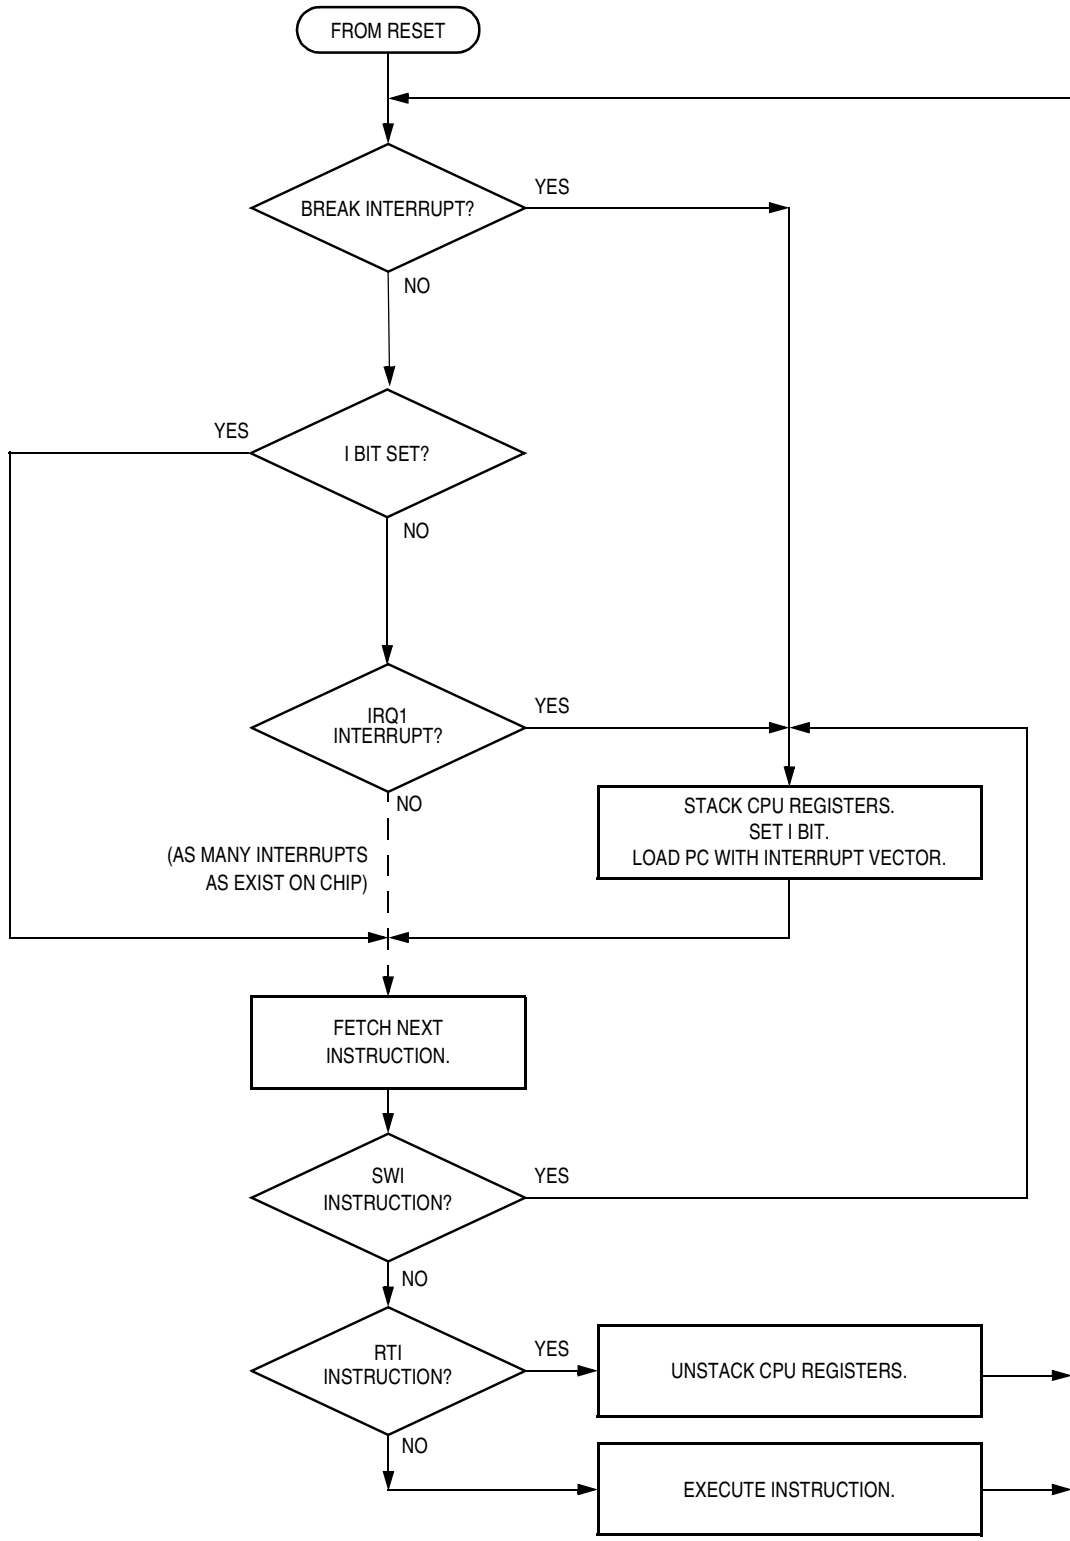 FROM RESET
BREAK INTERRUPT?
YES
NO
YES
I BIT SET?
NO
IRQ1
INTERRUPT?
YES
NO
(AS MANY INTERRUPTS
AS EXIST ON CHIP)
STACK CPU REGISTERS.
SET I BIT.
LOAD PC WITH INTERRUPT VECTOR.
FETCH NEXT
INSTRUCTION.
SWI
INSTRUCTION?
YES
NO
RTI
INSTRUCTION?
YES
UNSTACK CPU REGISTERS.
NO
EXECUTE INSTRUCTION.